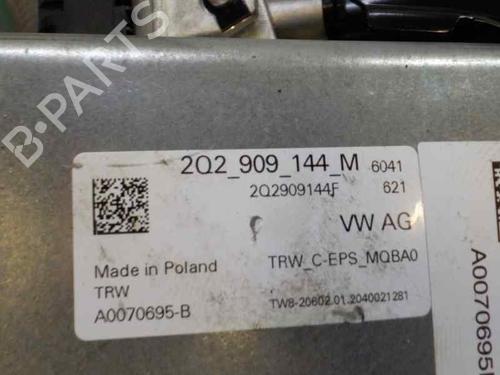 2Q2_909_144_M 6041
2Q2909144F 621
VW AG
Made in Poland
TRW_C-EPS_MQBA0
TRW
A0070695-B
TW8-20602.01.2040021281
A0070695
B-PARTS